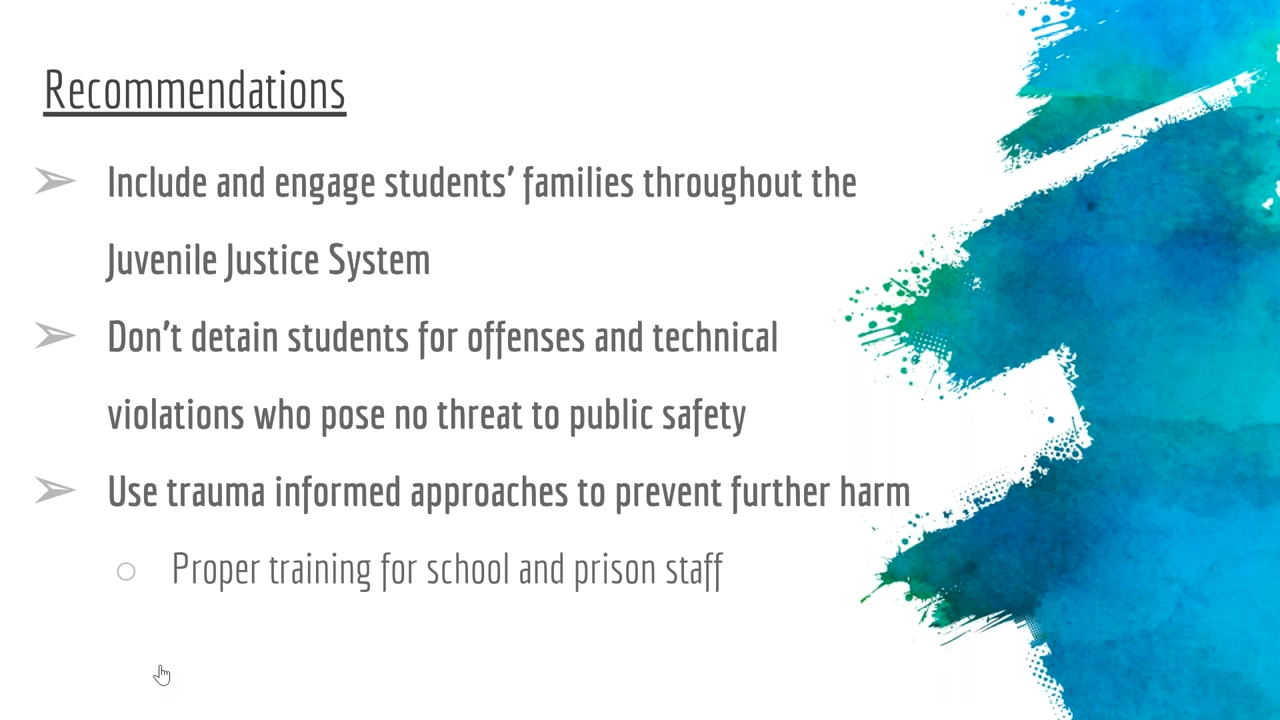 Recommendations
Include and engage students’ families throughout the
Juvenile Justice System
Don’t detain students for offenses and technical
violations who pose no threat to public safety
Use trauma informed approaches to prevent further harm
Proper training for school and prison staff